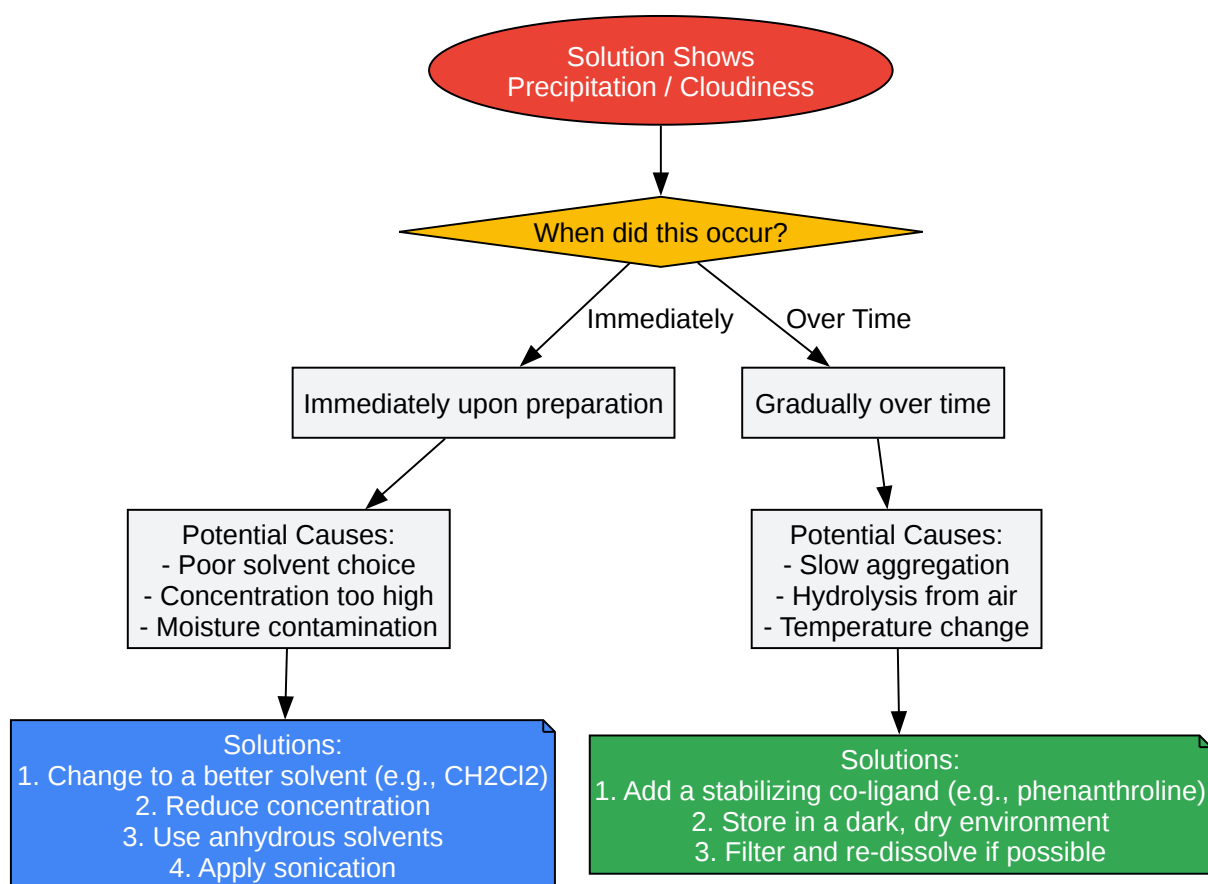 Solution Shows
Precipitation / Cloudiness
When did this occur?
Immediately
Over Time
Immediately upon preparation
Gradually over time
Potential Causes:
- Poor solvent choice
- Concentration too high
- Moisture contamination
Potential Causes:
- Slow aggregation
- Hydrolysis from air
- Temperature change
Solutions:
1. Change to a better solvent (e.g., CH2Cl2)
2. Reduce concentration
3. Use anhydrous solvents
4. Apply sonication
Solutions:
1. Add a stabilizing co-ligand (e.g., phenanthroline)
2. Store in a dark, dry environment
3. Filter and re-dissolve if possible